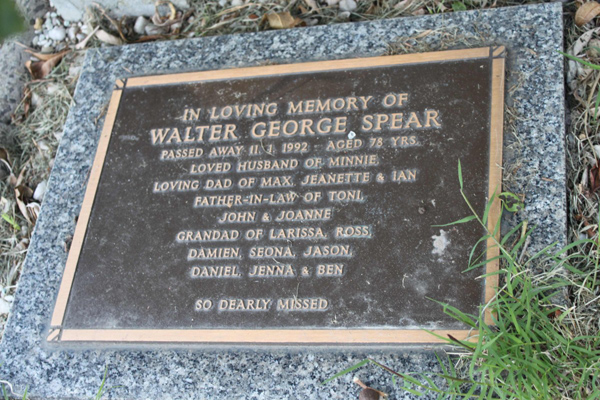 IN LOVING MEMORY OF
WALTER GEORGE SPEAR
PASSED AWAY 11.1.1992 - AGED 78 YRS.
LOVED HUSBAND OF MINNIE,
LOVING DAD OF MAX, JEANETTE & IAN
FATHER-IN-LAW OF TONI,
JOHN & JOANNE
GRANDAD OF LARISSA, ROSS,
DAMIEN, SEONA, JASON,
DANIEL, JENNA & BEN
SO DEARLY MISSED